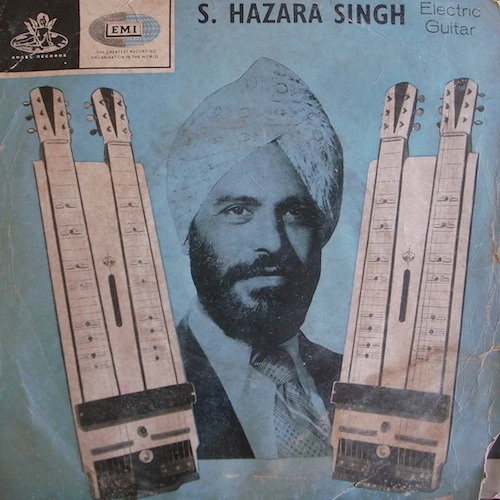 S. HAZARA SINGH
Electric
Guitar
ANGEL RECORDS
EMI
THE GREATEST RECORDING
ORGANISATION IN THE WORLD